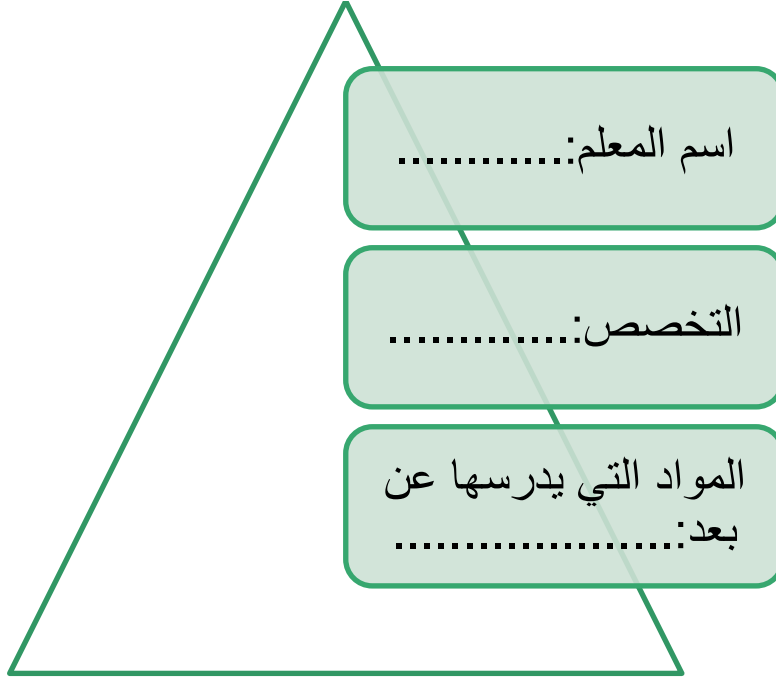 اسم المعلم:............
التخصص:.............
المواد التي يدرسها عن
بعد:....................